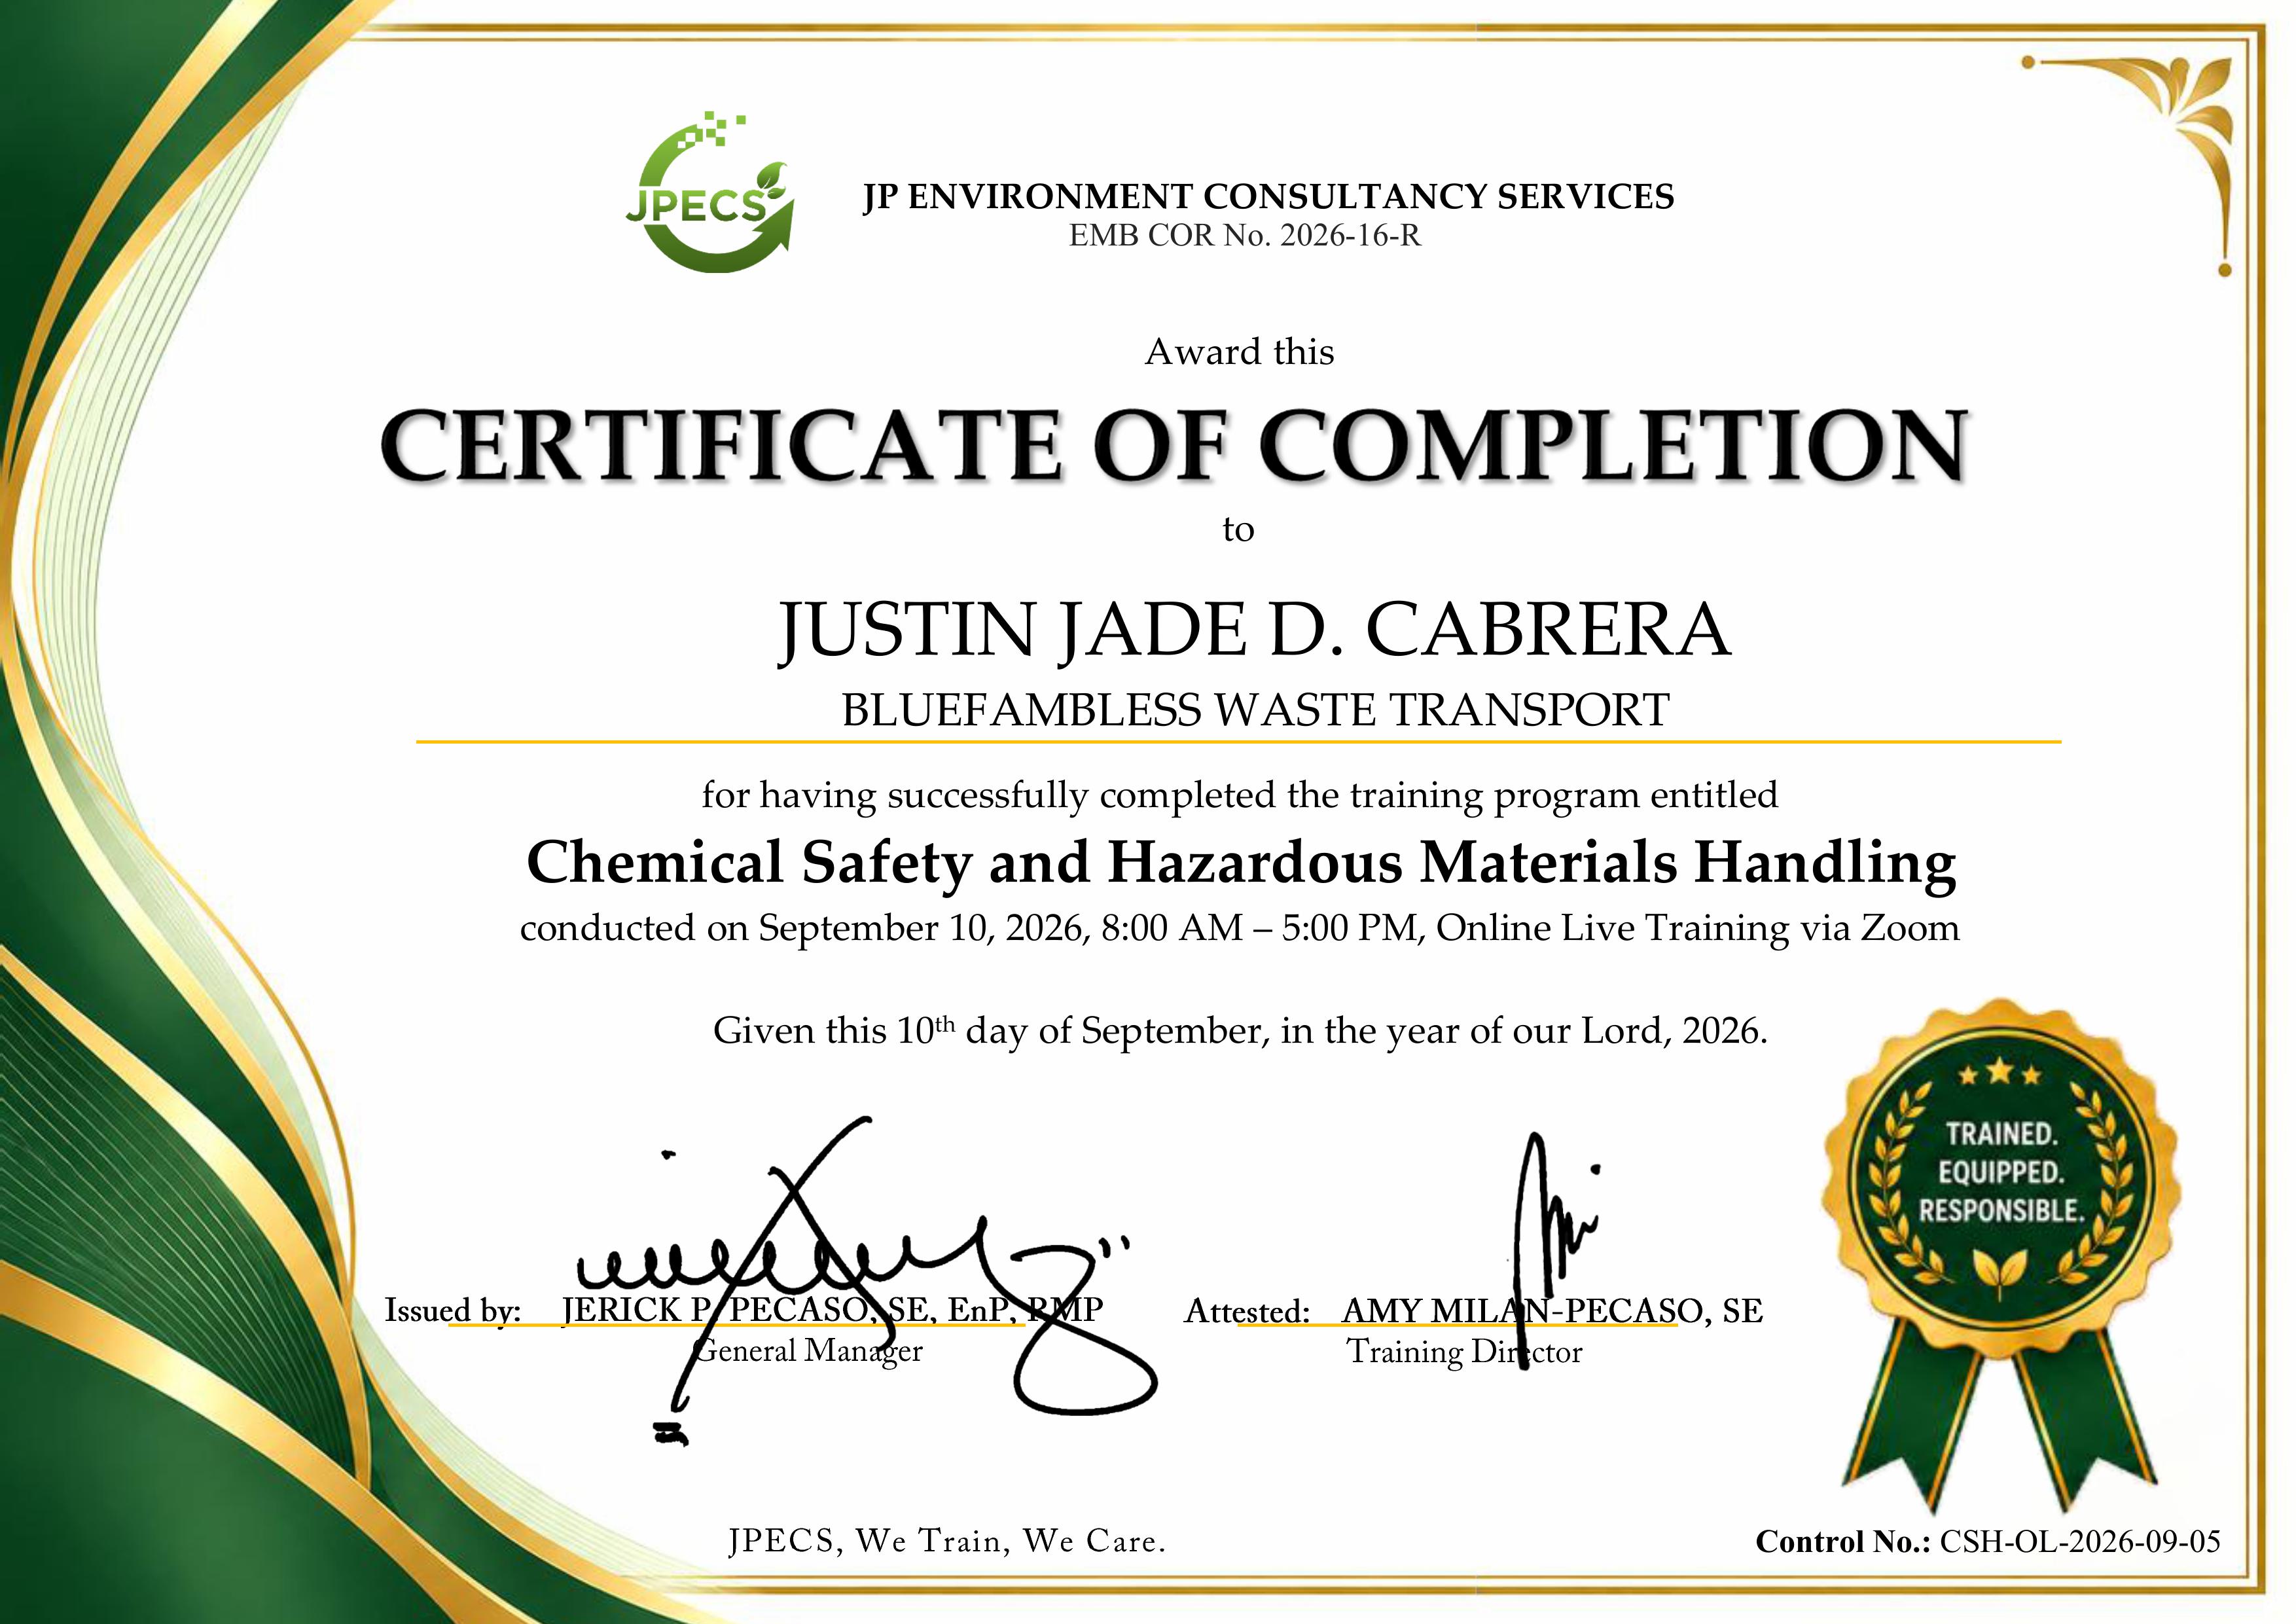 JPECS
JP ENVIRONMENT CONSULTANCY SERVICES
EMB COR No. 2026-16-R
Award this
CERTIFICATE OF COMPLETION
to
JUSTIN JADE D. CABRERA
BLUEFAMBLESS WASTE TRANSPORT
for having successfully completed the training program entitled
Chemical Safety and Hazardous Materials Handling
conducted on September 10, 2026, 8:00 AM – 5:00 PM, Online Live Training via Zoom
Given this 10th day of September, in the year of our Lord, 2026.
TRAINED.
EQUIPPED.
RESPONSIBLE.
Issued by: JERICK P. PECASO, SE, EnP, RMP
General Manager
Attested: AMY MILAN-PECASO, SE
Training Director
JPECS, We Train, We Care.
Control No.: CSH-OL-2026-09-05